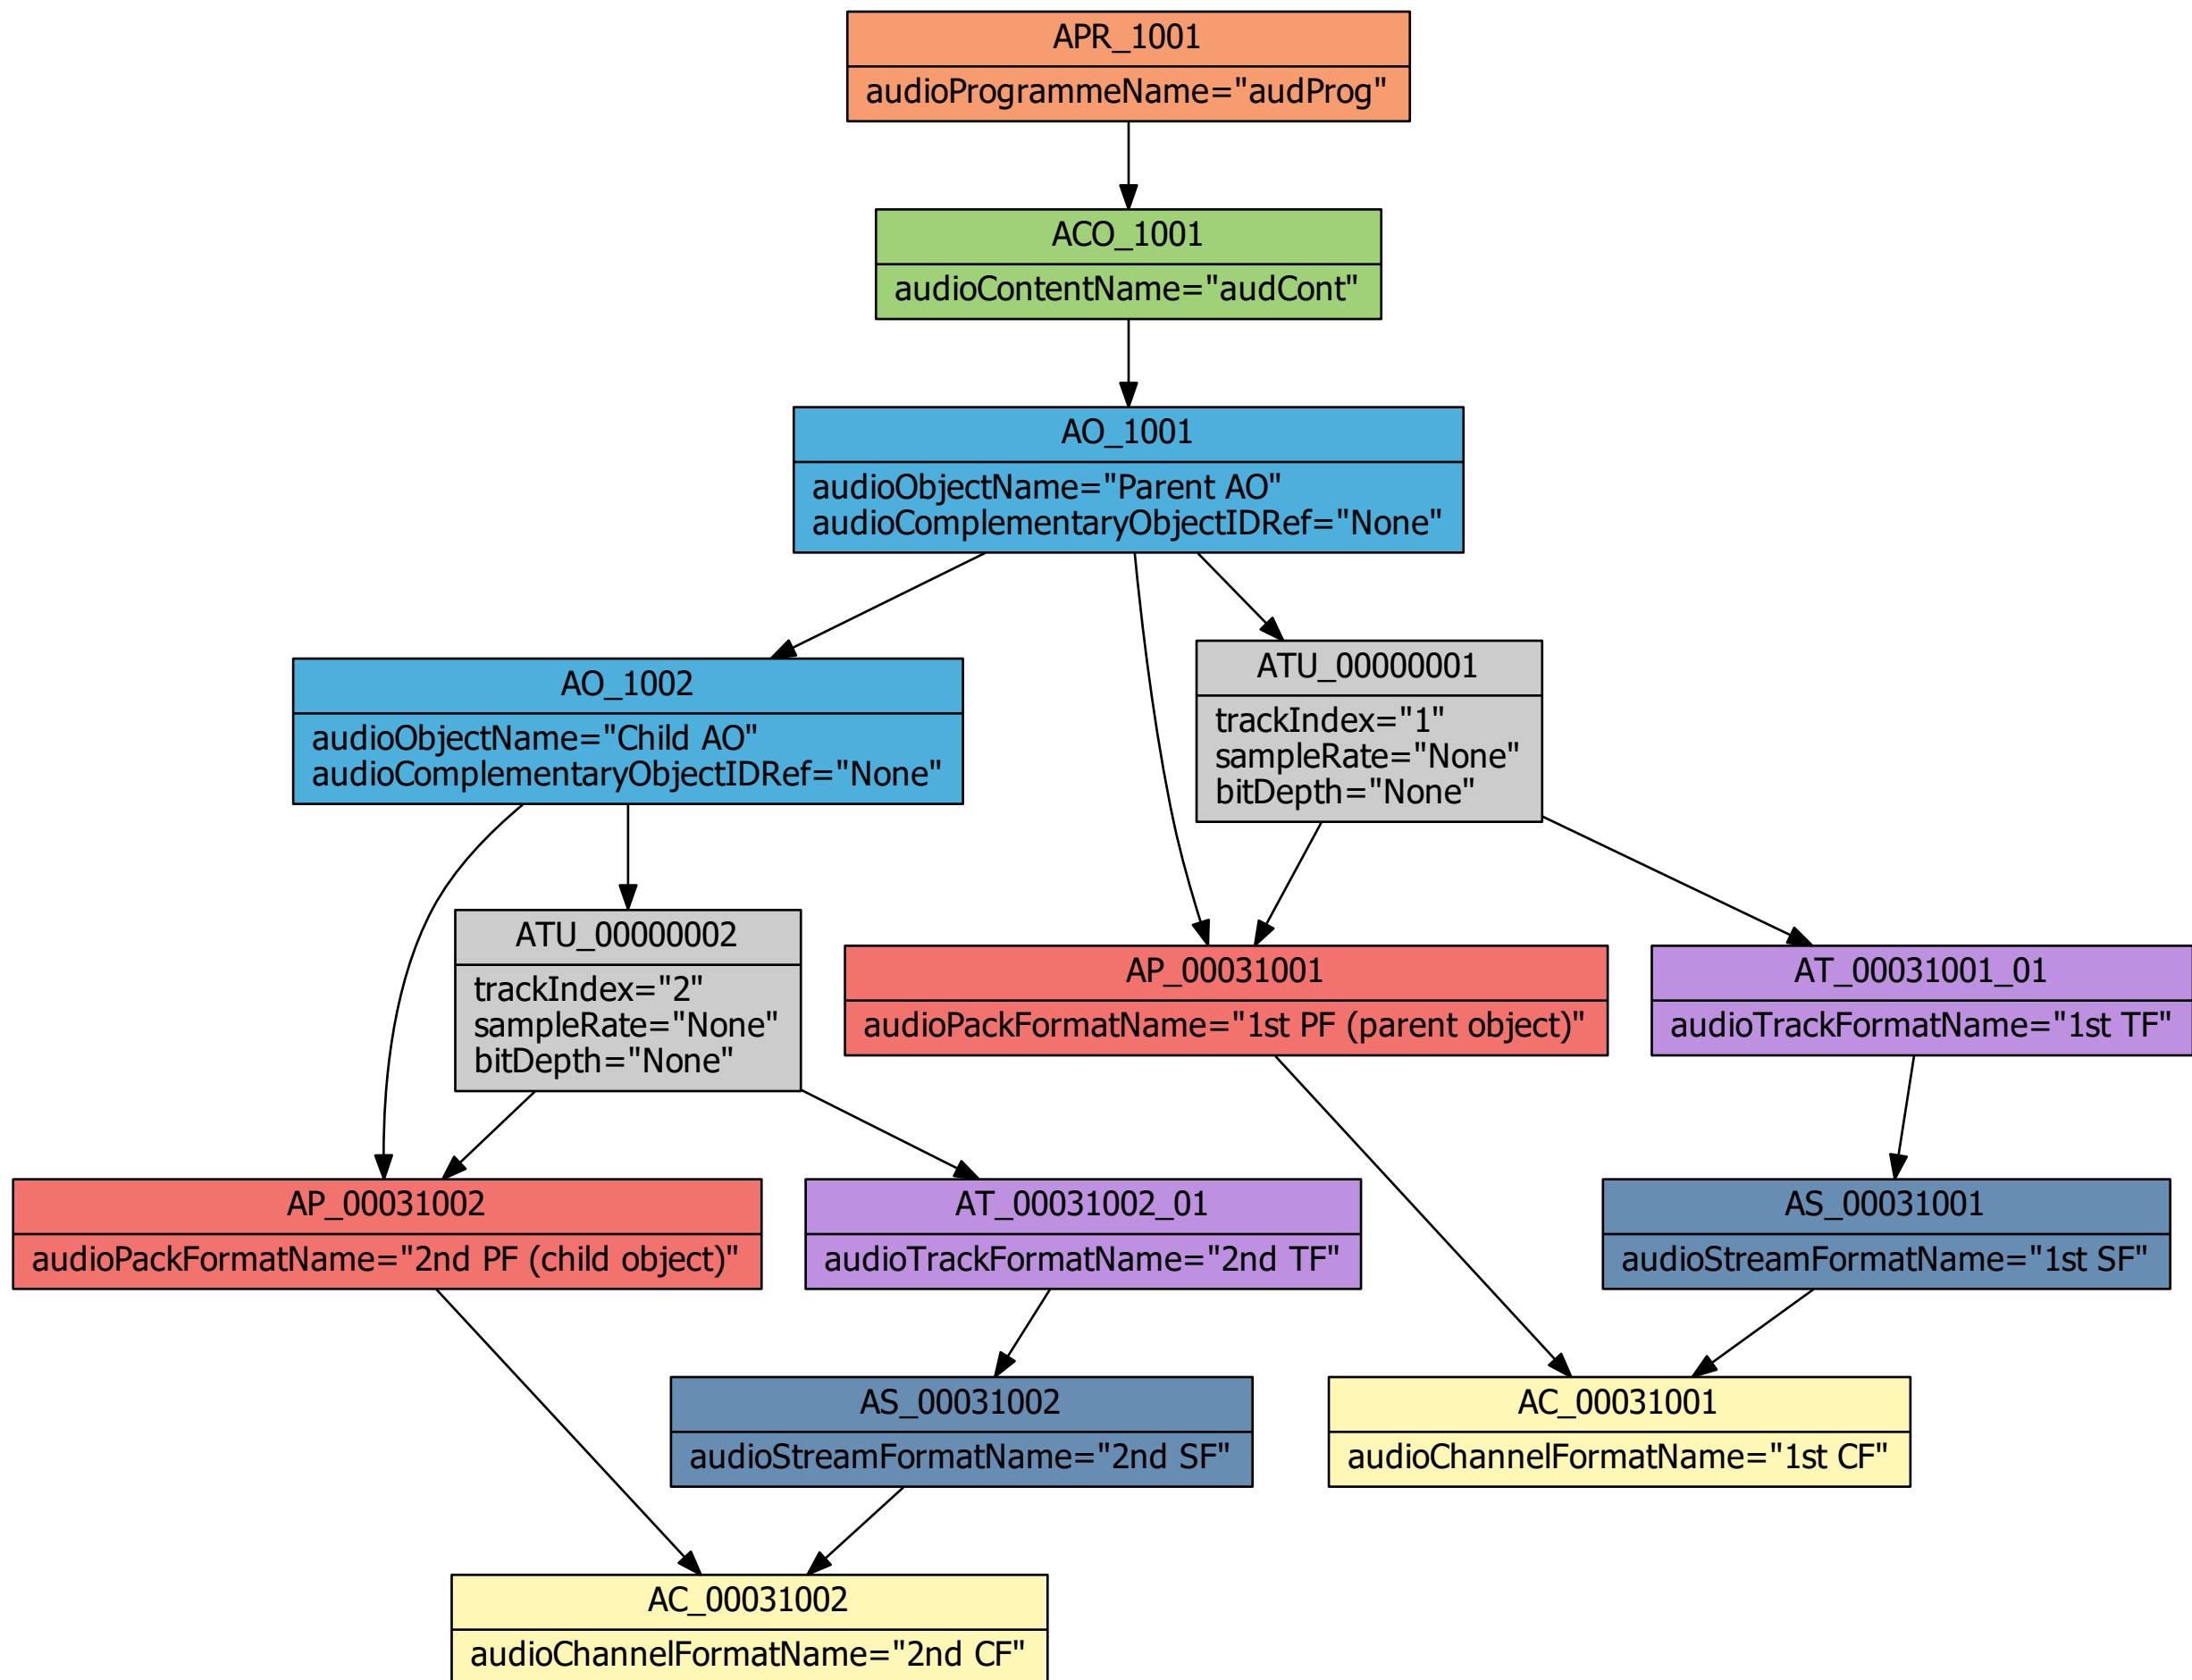 APR_1001
audioProgrammeName="audProg"
ACO_1001
audioContentName="audCont"
AO_1001
audioObjectName="Parent AO"
audioComplementaryObjectIDRef="None"
ATU_00000001
trackIndex="1"
sampleRate="None"
bitDepth="None"
AO_1002
audioObjectName="Child AO"
audioComplementaryObjectIDRef="None"
ATU_00000002
trackIndex="2"
sampleRate="None"
bitDepth="None"
AP_00031001
audioPackFormatName="1st PF (parent object)"
AT_00031001_01
audioTrackFormatName="1st TF"
AP_00031002
audioPackFormatName="2nd PF (child object)"
AT_00031002_01
audioTrackFormatName="2nd TF"
AS_00031001
audioStreamFormatName="1st SF"
AS_00031002
audioStreamFormatName="2nd SF"
AC_00031001
audioChannelFormatName="1st CF"
AC_00031002
audioChannelFormatName="2nd CF"